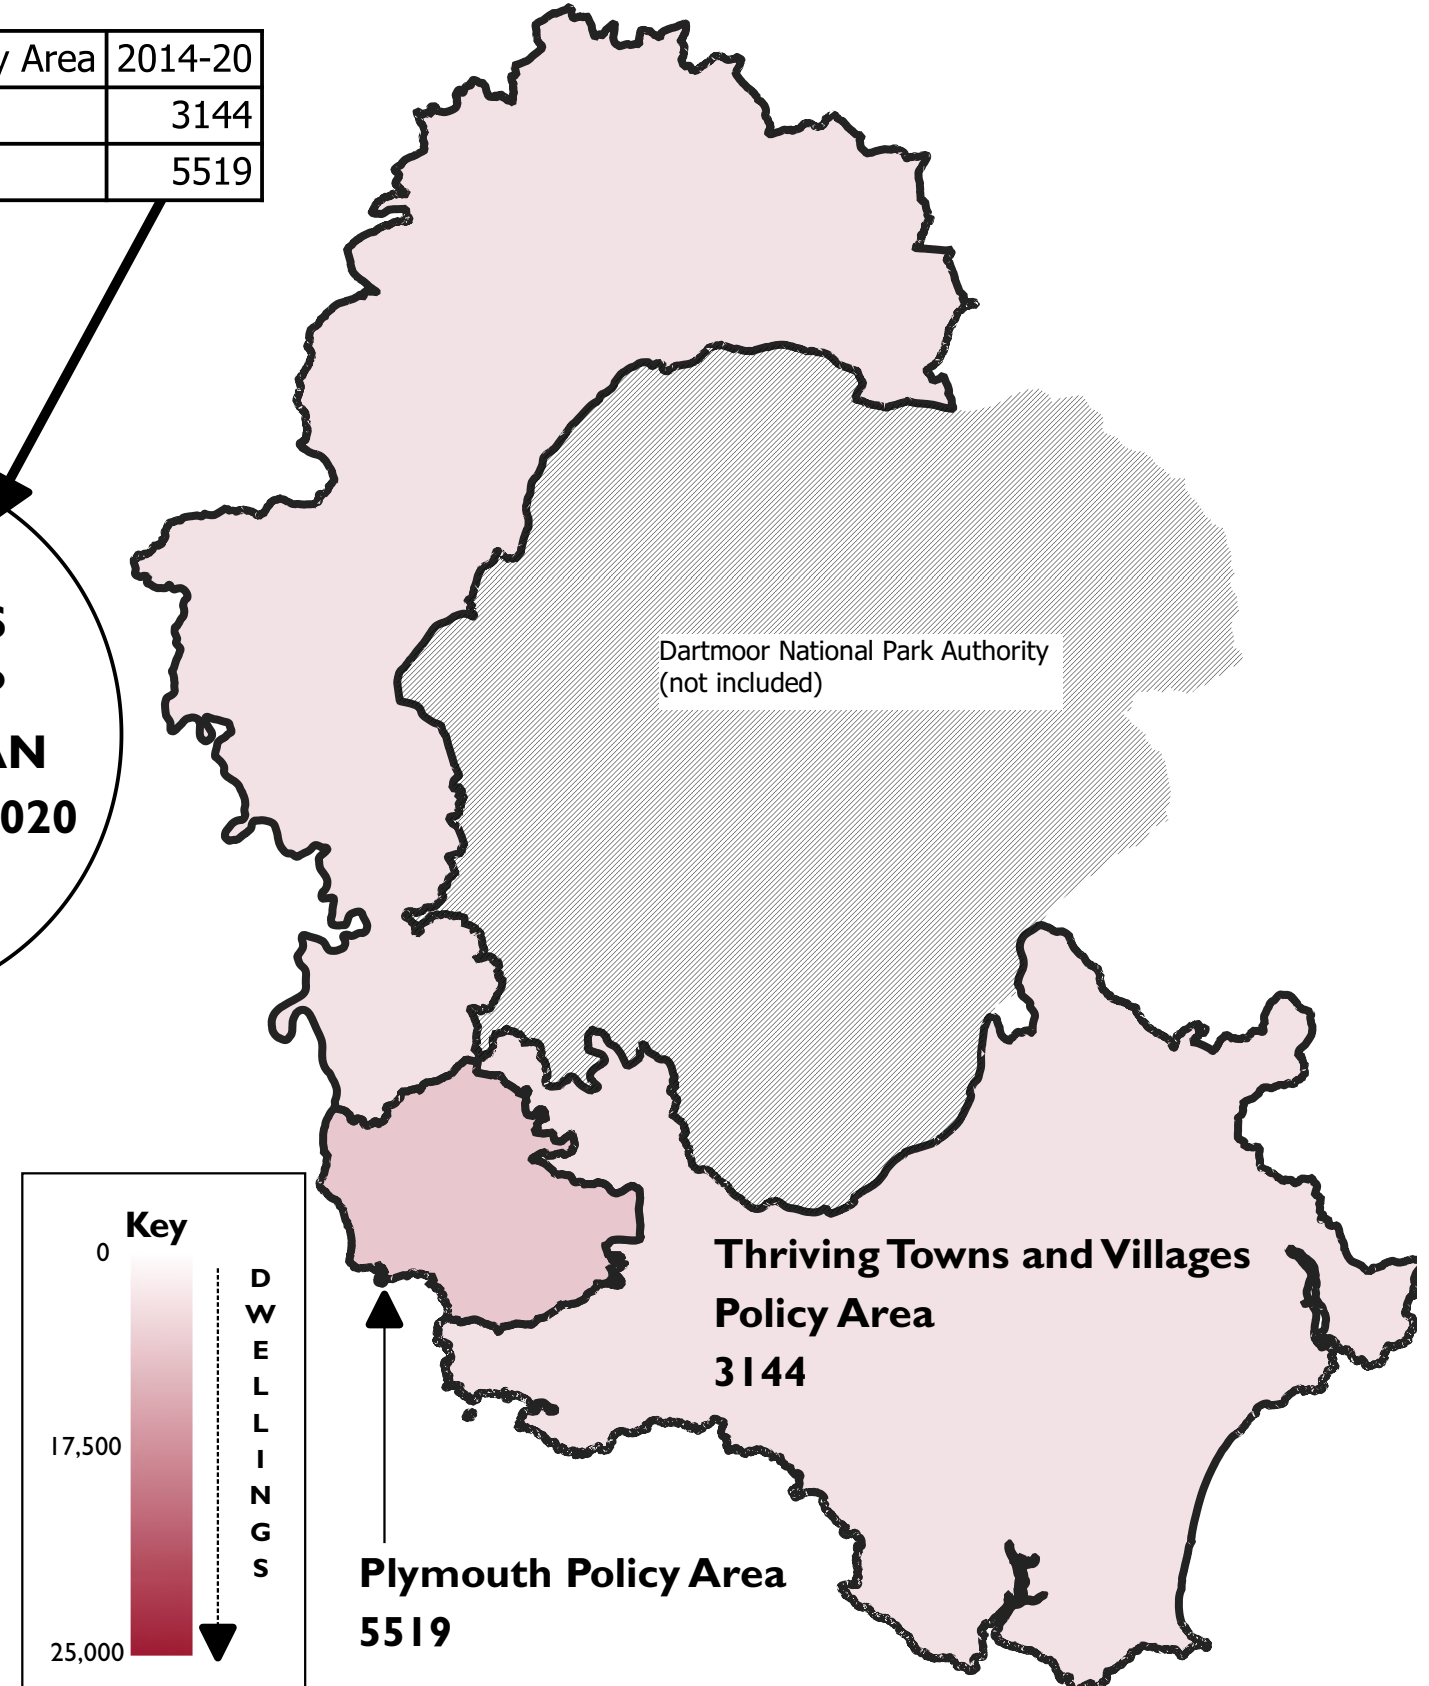 Area 2014-20
3144
5519
AN
020
Dartmoor National Park Authority
(not included)
Key
0
17,500
25,000
DWELLINGS
Thriving Towns and Villages
Policy Area
3144
Plymouth Policy Area
5519